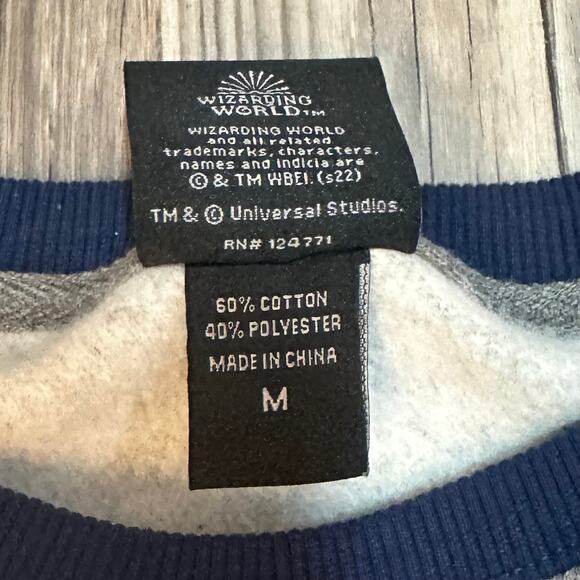 WIZARDING
WORLD™
WIZARDING WORLD
and all related
trademarks, characters,
names and indicia are
© & TM WBEI. (s22)
TM & © Universal Studios.
RN# 124771
60% COTTON
40% POLYESTER
MADE IN CHINA
M